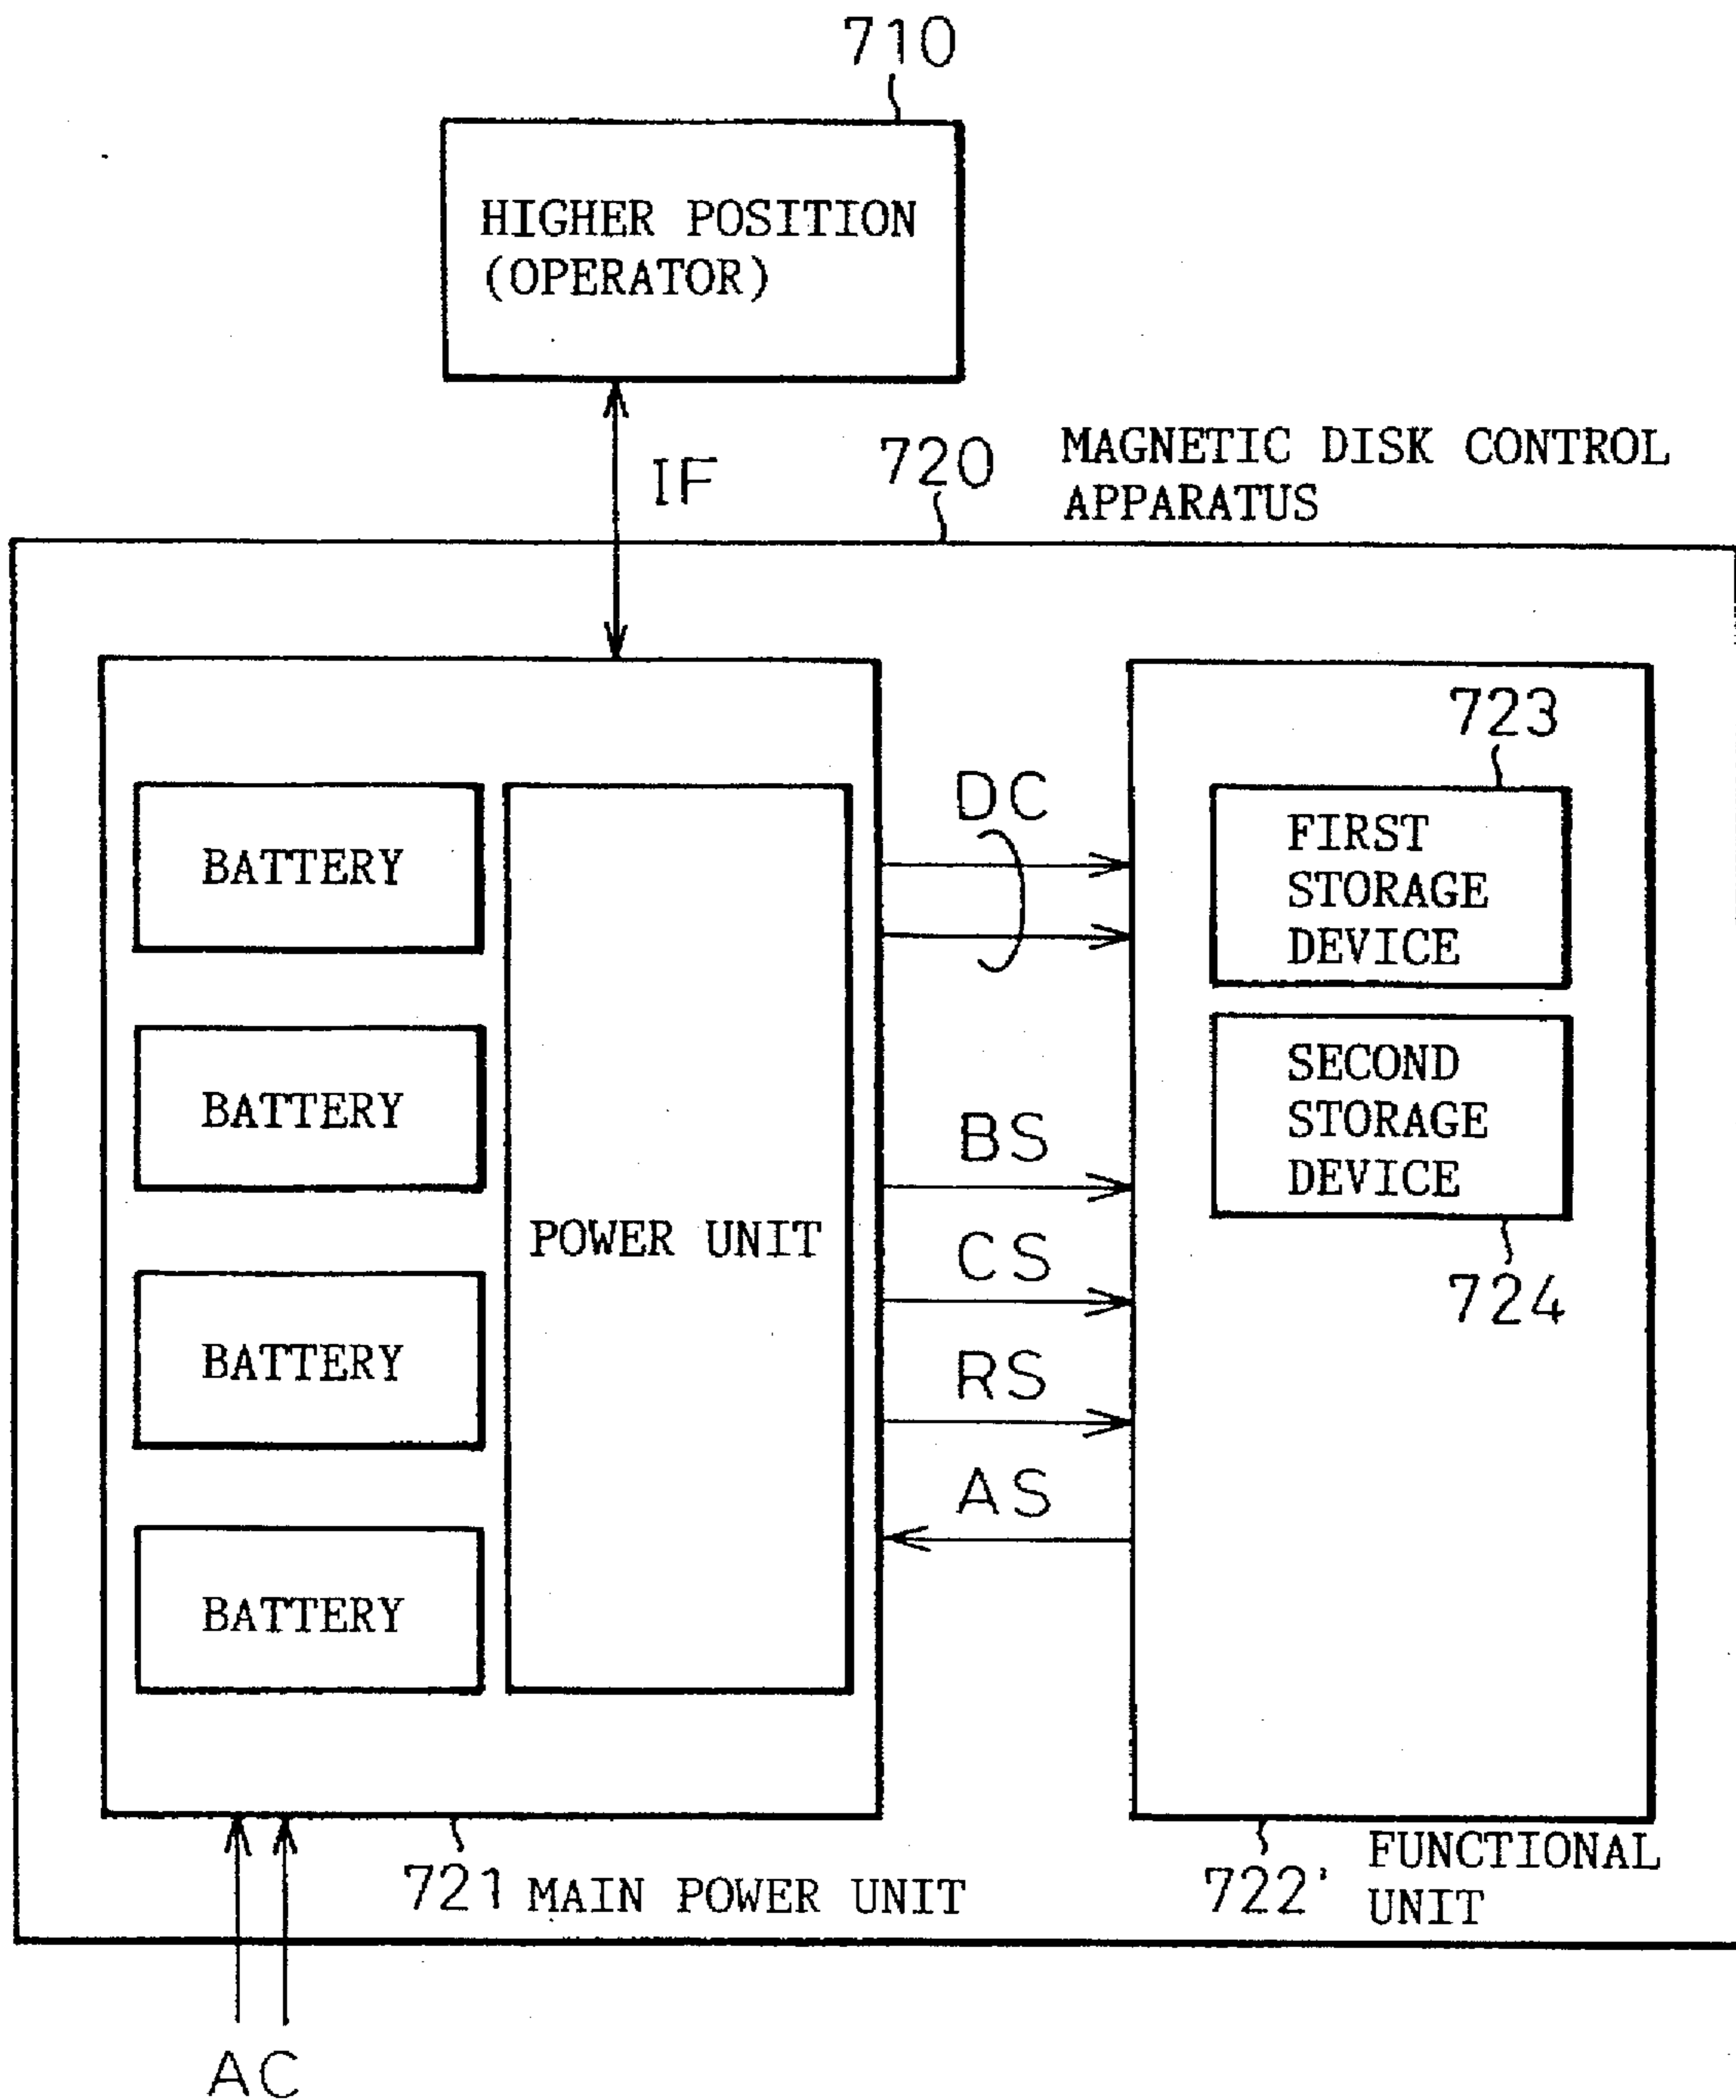 710
HIGHER POSITION
(OPERATOR)
IF
720
MAGNETIC DISK CONTROL
APPARATUS
BATTERY
BATTERY
BATTERY
BATTERY
POWER UNIT
DC
BS
CS
RS
AS
723
FIRST
STORAGE
DEVICE
SECOND
STORAGE
DEVICE
724
721 MAIN POWER UNIT
722'
FUNCTIONAL
UNIT
AC